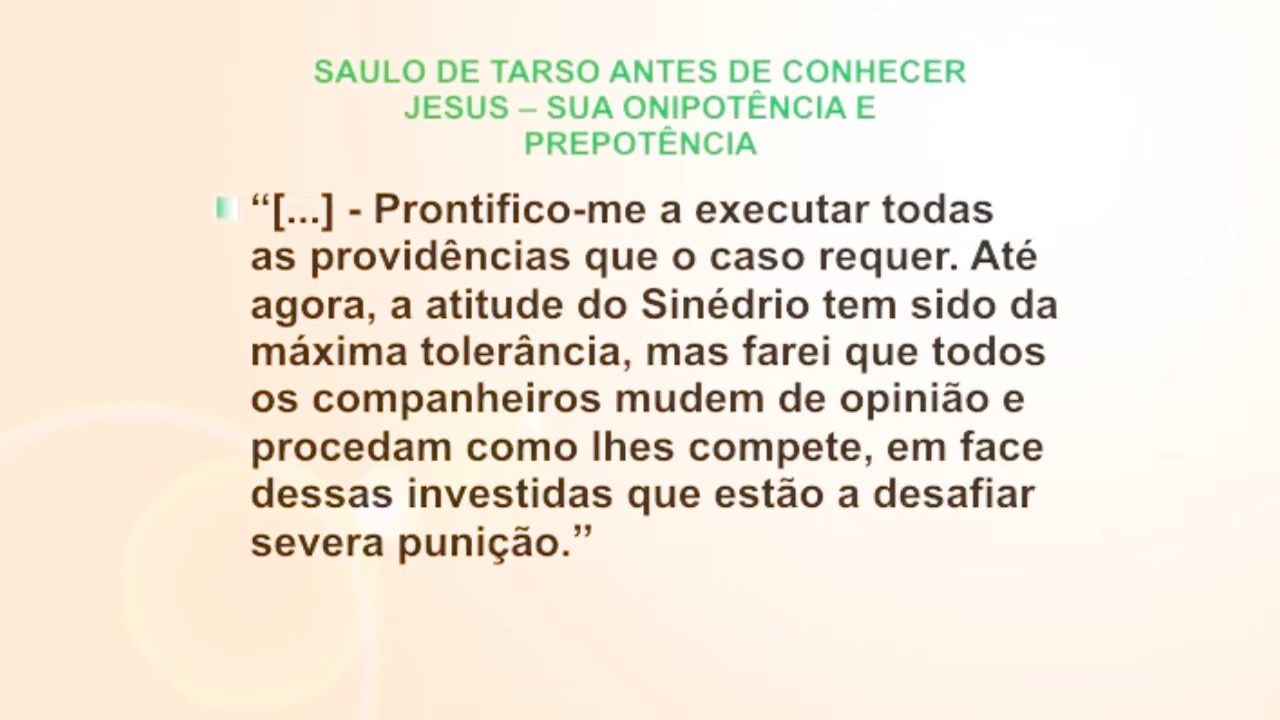 SAULO DE TARSO ANTES DE CONHECER
JESUS – SUA ONIPOTÊNCIA E
PREPOTÊNCIA
“[...] - Prontifico-me a executar todas
as providências que o caso requer. Até
agora, a atitude do Sinédrio tem sido da
máxima tolerância, mas farei que todos
os companheiros mudem de opinião e
procedam como lhes compete, em face
dessas investidas que estão a desafiar
severa punição.”